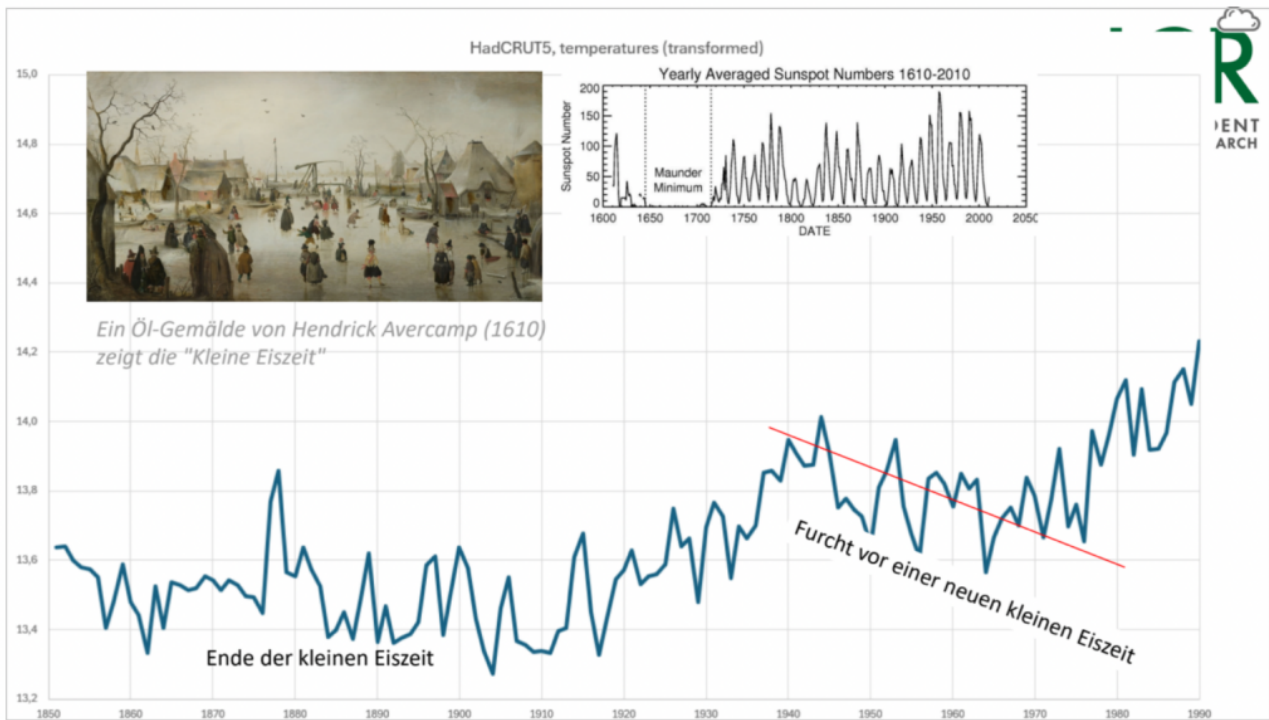 HadCRUT5, temperatures (transformed)
R
DENT
ARCH
15,0
14,8
14,6
14,4
14,2
14,0
13,8
13,6
13,4
13,2
Yearly Averaged Sunspot Numbers 1610-2010
Sunspot Number
200
150
100
50
0
Maunder
Minimum
1600 1650 1700 1750 1800 1850 1900 1950 2000 2050
DATE
Ein Öl-Gemälde von Hendrick Avercamp (1610)
zeigt die "Kleine Eiszeit"
Furcht vor einer neuen kleinen Eiszeit
Ende der kleinen Eiszeit
1850 1860 1870 1880 1890 1900 1910 1920 1930 1940 1950 1960 1970 1980 1990